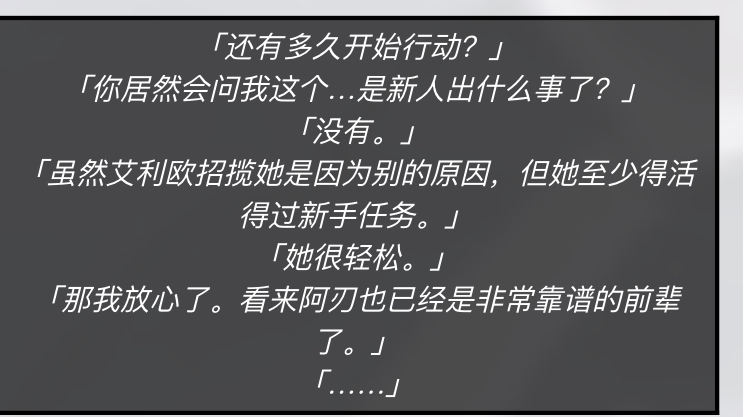 「还有多久开始行动？」
「你居然会问我这个…是新人出什么事了？」
「没有。」
「虽然艾利欧招揽她是因为别的原因，但她至少得活
得过新手任务。」
「她很轻松。」
「那我放心了。看来阿刃也已经是非常靠谱的前辈
了。」
「……」